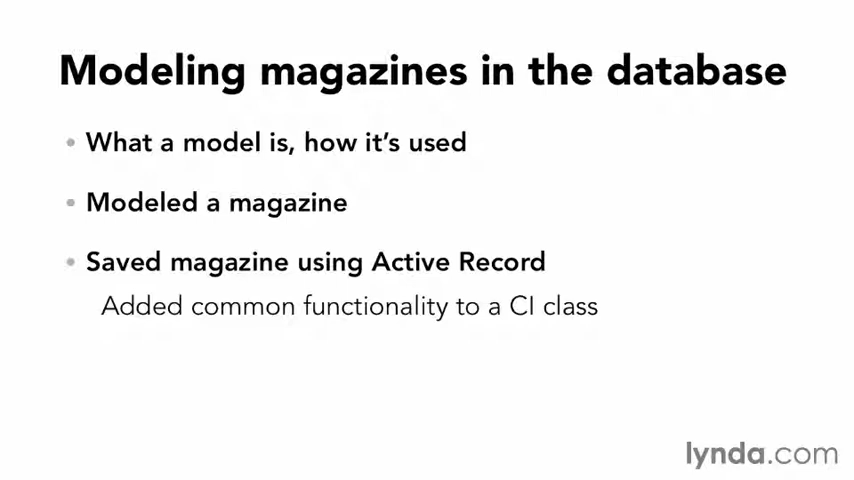 Modeling magazines in the database
• What a model is, how it's used
• Modeled a magazine
• Saved magazine using Active Record
Added common functionality to a CI class
lynda.com